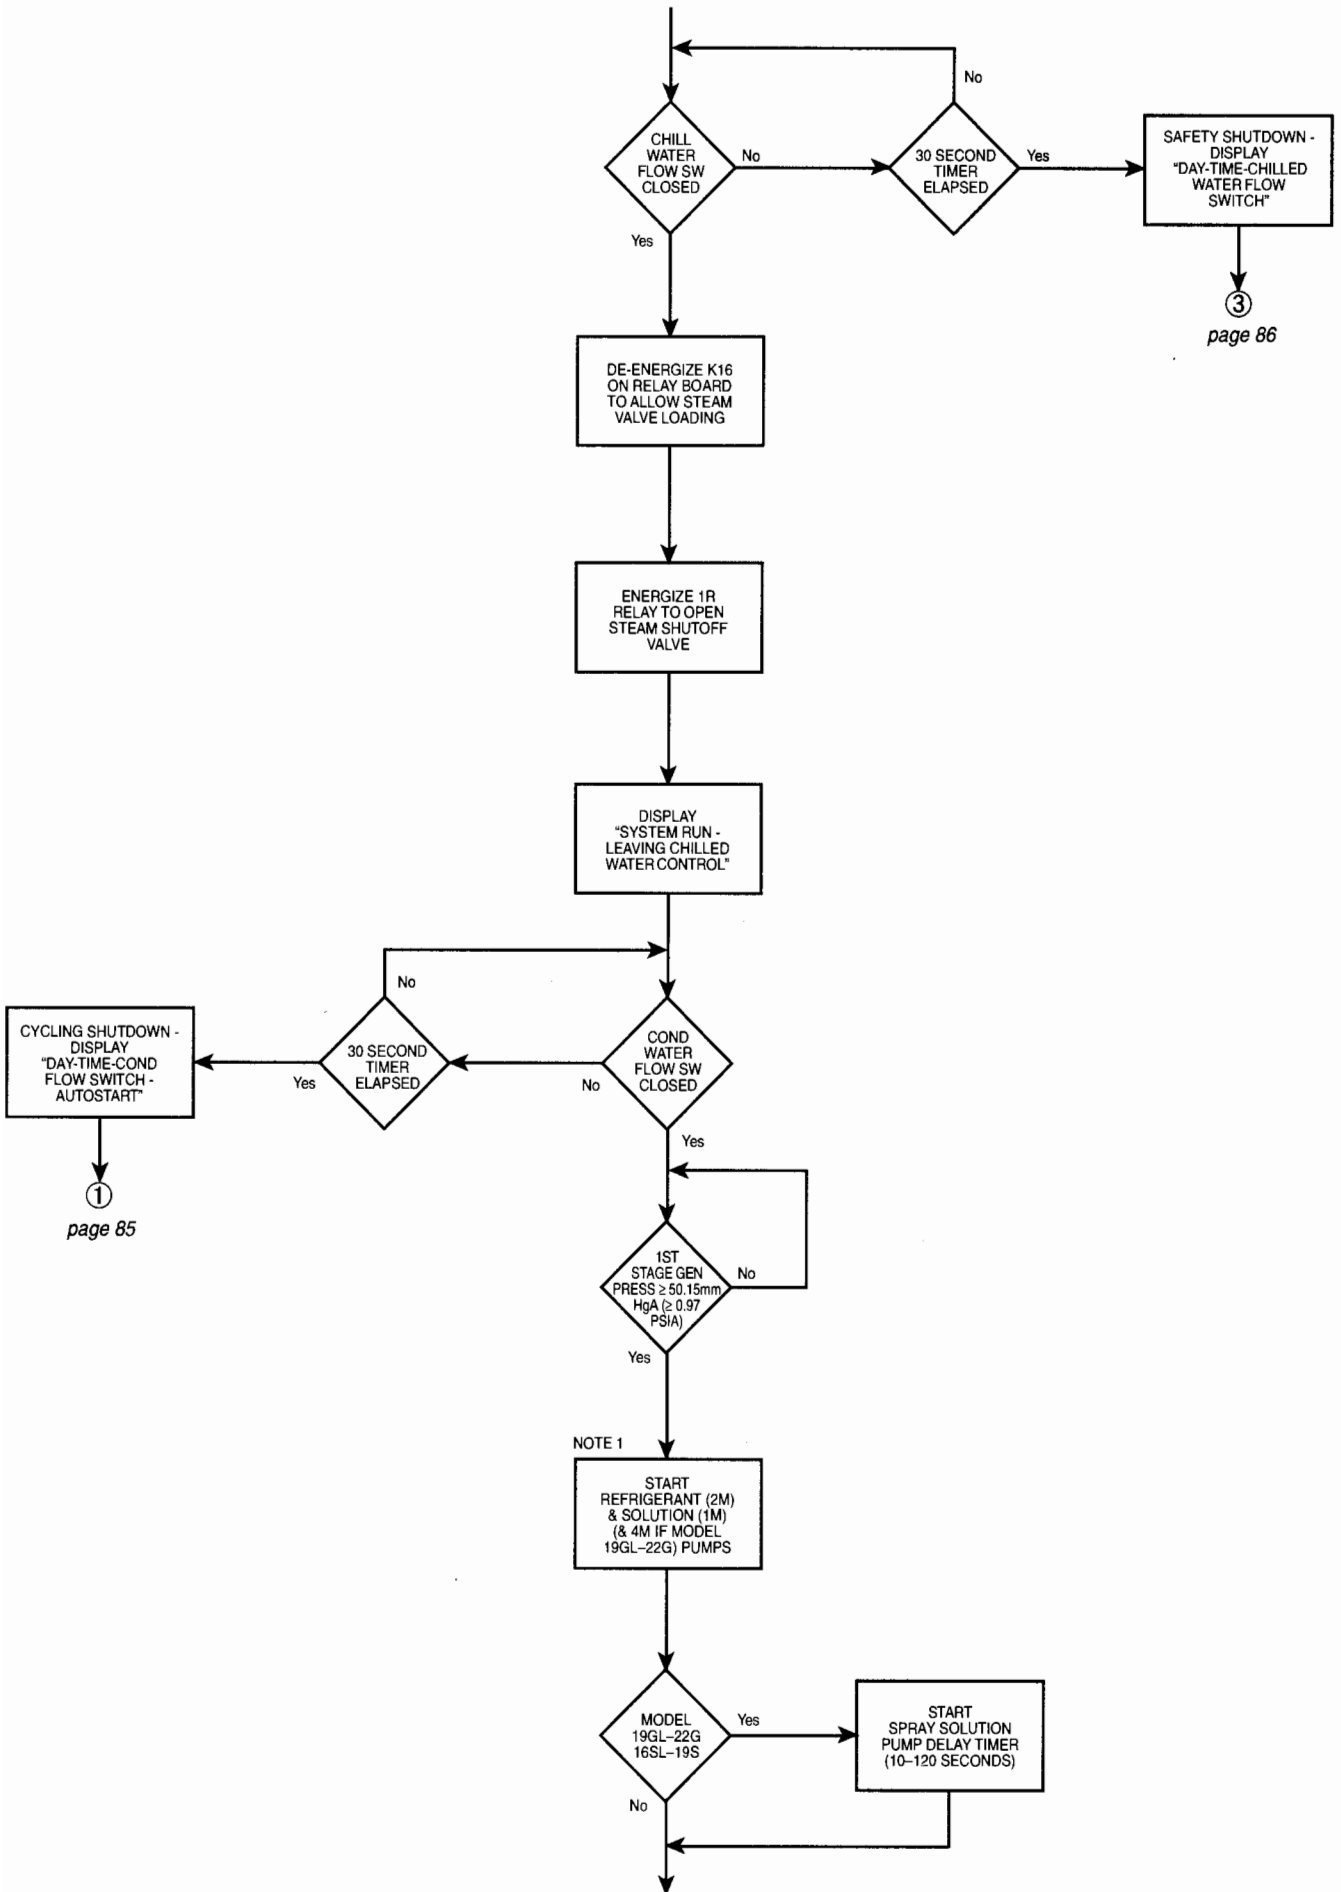 No
CHILL
WATER
FLOW SW
CLOSED
No
Yes
30 SECOND
TIMER
ELAPSED
Yes
SAFETY SHUTDOWN -
DISPLAY
"DAY-TIME-CHILLED
WATER FLOW
SWITCH"
3
page 86
DE-ENERGIZE K16
ON RELAY BOARD
TO ALLOW STEAM
VALVE LOADING
ENERGIZE 1R
RELAY TO OPEN
STEAM SHUTOFF
VALVE
DISPLAY
"SYSTEM RUN -
LEAVING CHILLED
WATER CONTROL"
No
CYCLING SHUTDOWN -
DISPLAY
"DAY-TIME-COND
FLOW SWITCH -
AUTOSTART"
1
page 85
Yes
30 SECOND
TIMER
ELAPSED
No
COND
WATER
FLOW SW
CLOSED
Yes
1ST
STAGE GEN
PRESS ≥ 50.15mm
HgA (≥ 0.97
PSIA)
No
Yes
NOTE 1
START
REFRIGERANT (2M)
& SOLUTION (1M)
(& 4M IF MODEL
19GL–22G) PUMPS
MODEL
19GL–22G
16SL–19S
Yes
No
START
SPRAY SOLUTION
PUMP DELAY TIMER
(10–120 SECONDS)